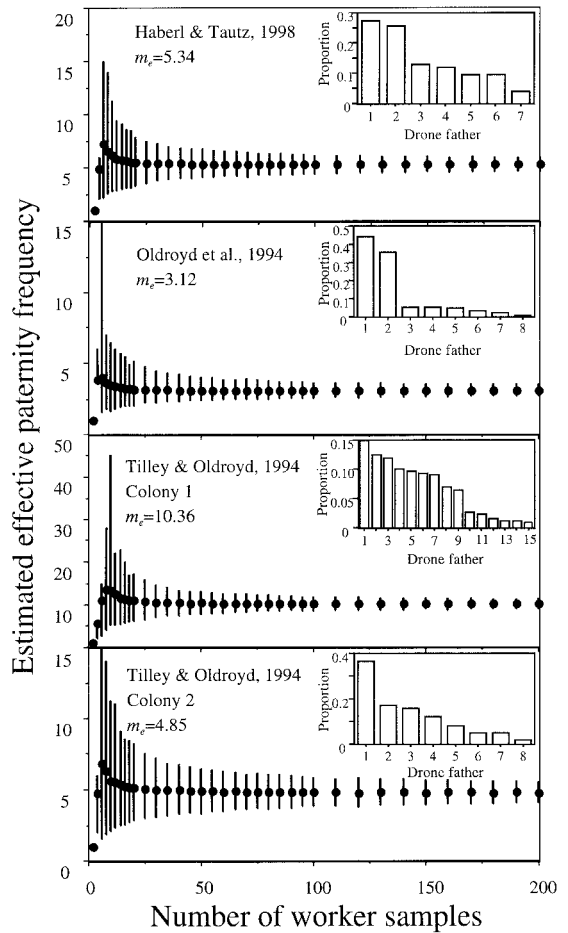 Estimated effective paternity frequency
20
15
10
5
Haberl & Tautz, 1998
mₑ=5.34
Proportion
0.3
0.2
0.1
0
1 2 3 4 5 6 7
Drone father
15
10
5
Oldroyd et al., 1994
mₑ=3.12
Proportion
0.5
0.4
0.3
0.2
0.1
0
1 2 3 4 5 6 7 8
Drone father
50
40
30
20
10
Tilley & Oldroyd, 1994
Colony 1
mₑ=10.36
Proportion
0.15
0.10
0.05
0
1 3 5 7 9 11 13 15
Drone father
15
10
5
0
Tilley & Oldroyd, 1994
Colony 2
mₑ=4.85
Proportion
0.4
0.2
0
1 2 3 4 5 6 7 8
Drone father
0 50 100 150 200
Number of worker samples